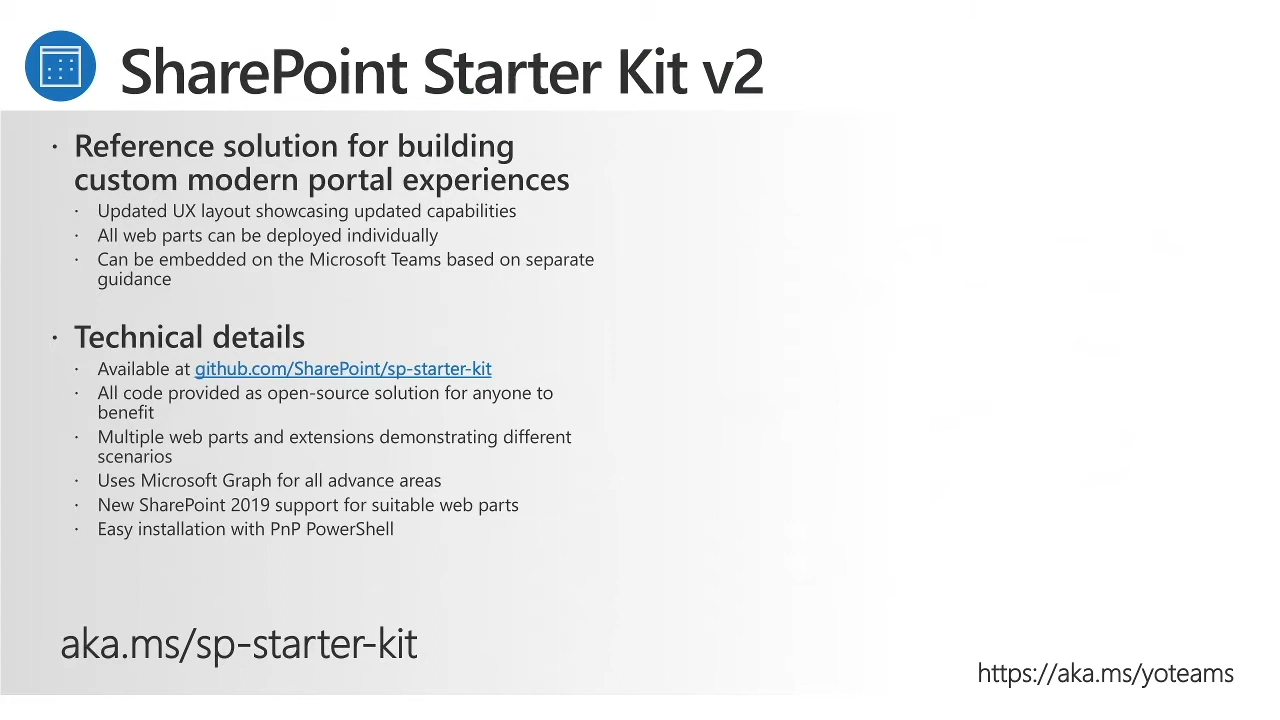 SharePoint Starter Kit v2
· Reference solution for building
custom modern portal experiences
· Updated UX layout showcasing updated capabilities
· All web parts can be deployed individually
· Can be embedded on the Microsoft Teams based on separate
guidance
· Technical details
· Available at github.com/SharePoint/sp-starter-kit
· All code provided as open-source solution for anyone to
benefit
· Multiple web parts and extensions demonstrating different
scenarios
· Uses Microsoft Graph for all advance areas
· New SharePoint 2019 support for suitable web parts
· Easy installation with PnP PowerShell
aka.ms/sp-starter-kit
https://aka.ms/yoteams